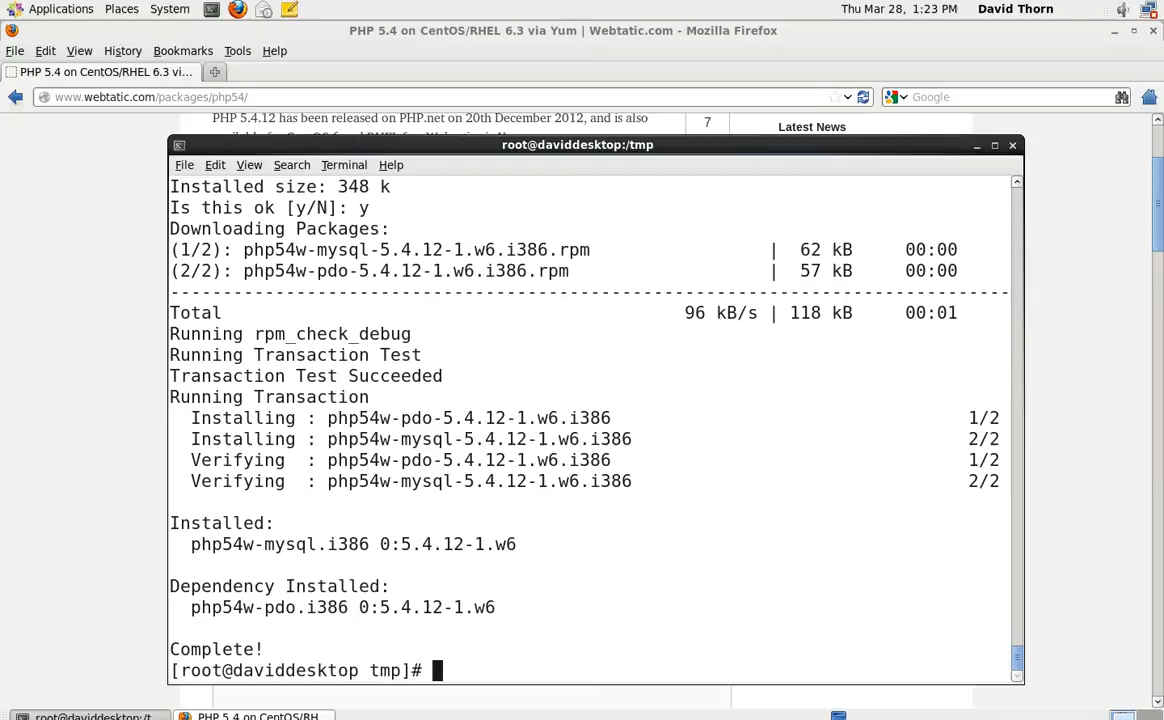 Applications Places System Thu Mar 28, 1:23 PM David Thorn
PHP 5.4 on CentOS/RHEL 6.3 via Yum | Webtatic.com - Mozilla Firefox
File Edit View History Bookmarks Tools Help
PHP 5.4 on CentOS/RHEL 6.3 vi...
www.webtatic.com/packages/php54/ Google
PHP 5.4.12 has been released on PHP.net on 20th December 2012, and is also
7
Latest News
root@daviddesktop:/tmp
File Edit View Search Terminal Help
Installed size: 348 k
Is this ok [y/N]: y
Downloading Packages:
(1/2): php54w-mysql-5.4.12-1.w6.i386.rpm | 62 kB 00:00
(2/2): php54w-pdo-5.4.12-1.w6.i386.rpm | 57 kB 00:00
--------------------------------------------------------------------------------
Total 96 kB/s | 118 kB 00:01
Running rpm_check_debug
Running Transaction Test
Transaction Test Succeeded
Running Transaction
Installing : php54w-pdo-5.4.12-1.w6.i386 1/2
Installing : php54w-mysql-5.4.12-1.w6.i386 2/2
Verifying : php54w-pdo-5.4.12-1.w6.i386 1/2
Verifying : php54w-mysql-5.4.12-1.w6.i386 2/2
Installed:
php54w-mysql.i386 0:5.4.12-1.w6
Dependency Installed:
php54w-pdo.i386 0:5.4.12-1.w6
Complete!
[root@daviddesktop tmp]#
root@daviddesktop:/t... PHP 5.4 on CentOS/RH...